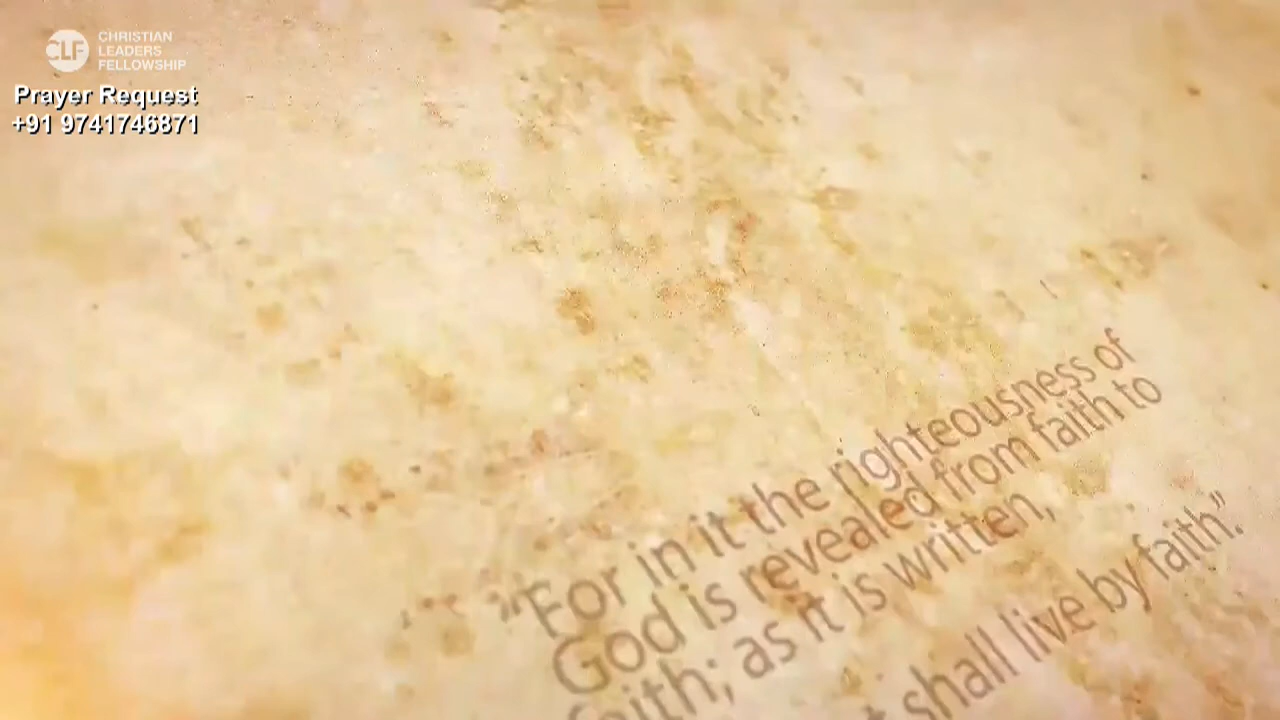 CLF
CHRISTIAN
LEADERS
FELLOWSHIP
Prayer Request
+91 9741746871
“For in it the righteousness of
God is revealed from faith to
faith; as it is written,
shall live by faith.”